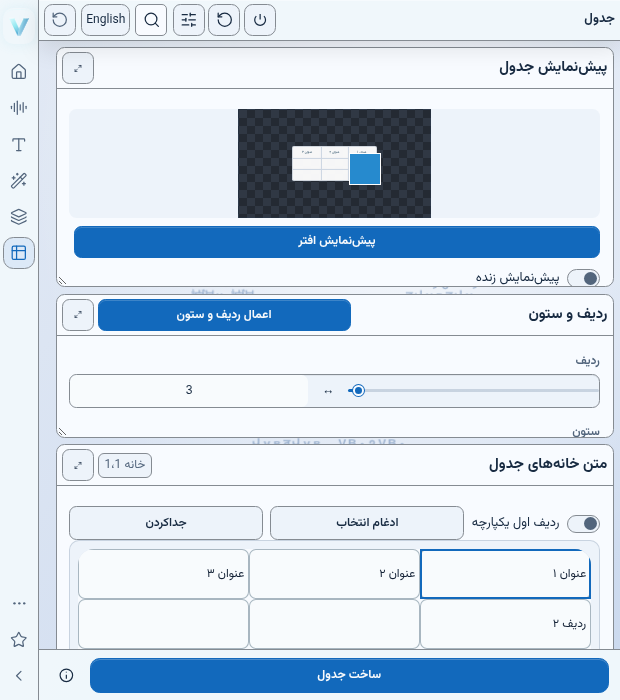 جدول
English
پیش‌نمایش جدول
پیش‌نمایش افتر
پیش‌نمایش زنده
ردیف و ستون
اعمال ردیف و ستون
ردیف
3
ستون
متن خانه‌های جدول
خانه 1،1
ردیف اول یکپارچه
ادغام انتخاب
جداکردن
عنوان ۱
عنوان ۲
عنوان ۳
ردیف ۲
ساخت جدول